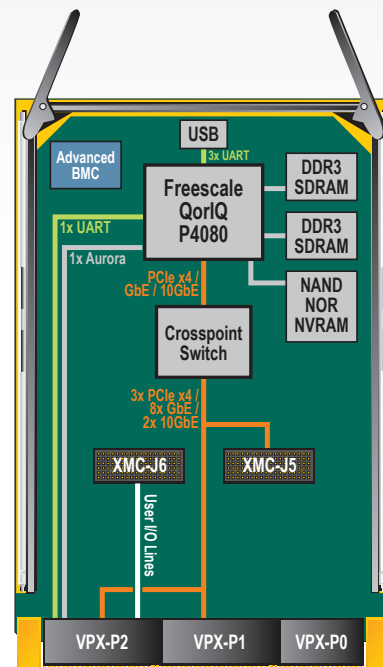 USB
3x UART
Advanced
BMC
Freescale
QorIQ
P4080
DDR3
SDRAM
DDR3
SDRAM
1x UART
1x Aurora
PCIe x4 /
GbE / 10GbE
NAND
NOR
NVRAM
Crosspoint
Switch
3x PCIe x4 /
8x GbE /
2x 10GbE
XMC-J6
XMC-J5
User I/O Lines
VPX-P2
VPX-P1
VPX-P0